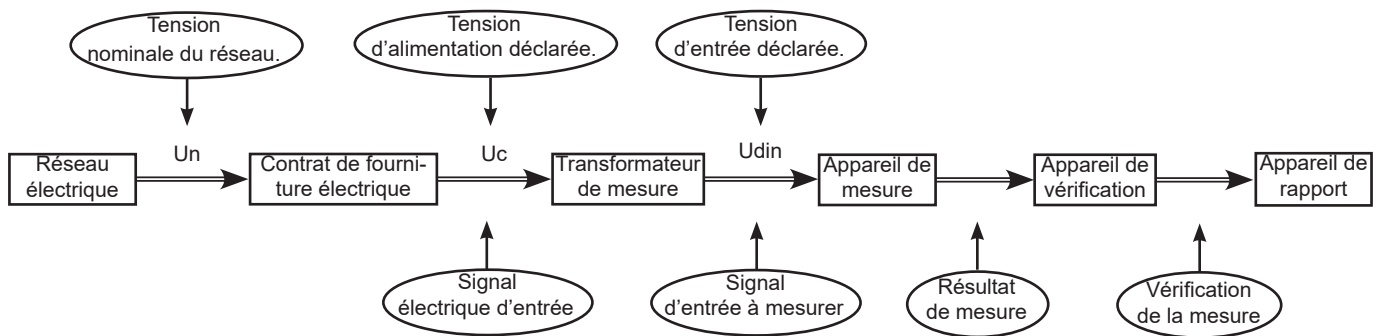 Tension
nominale du réseau.
Tension
d'alimentation déclarée.
Tension
d'entrée déclarée.
Un
Uc
Udin
Réseau
électrique
Contrat de fourni-
ture électrique
Transformateur
de mesure
Appareil de
mesure
Appareil de
vérification
Appareil de
rapport
Signal
électrique d'entrée
Signal
d'entrée à mesurer
Résultat
de mesure
Vérification
de la mesure